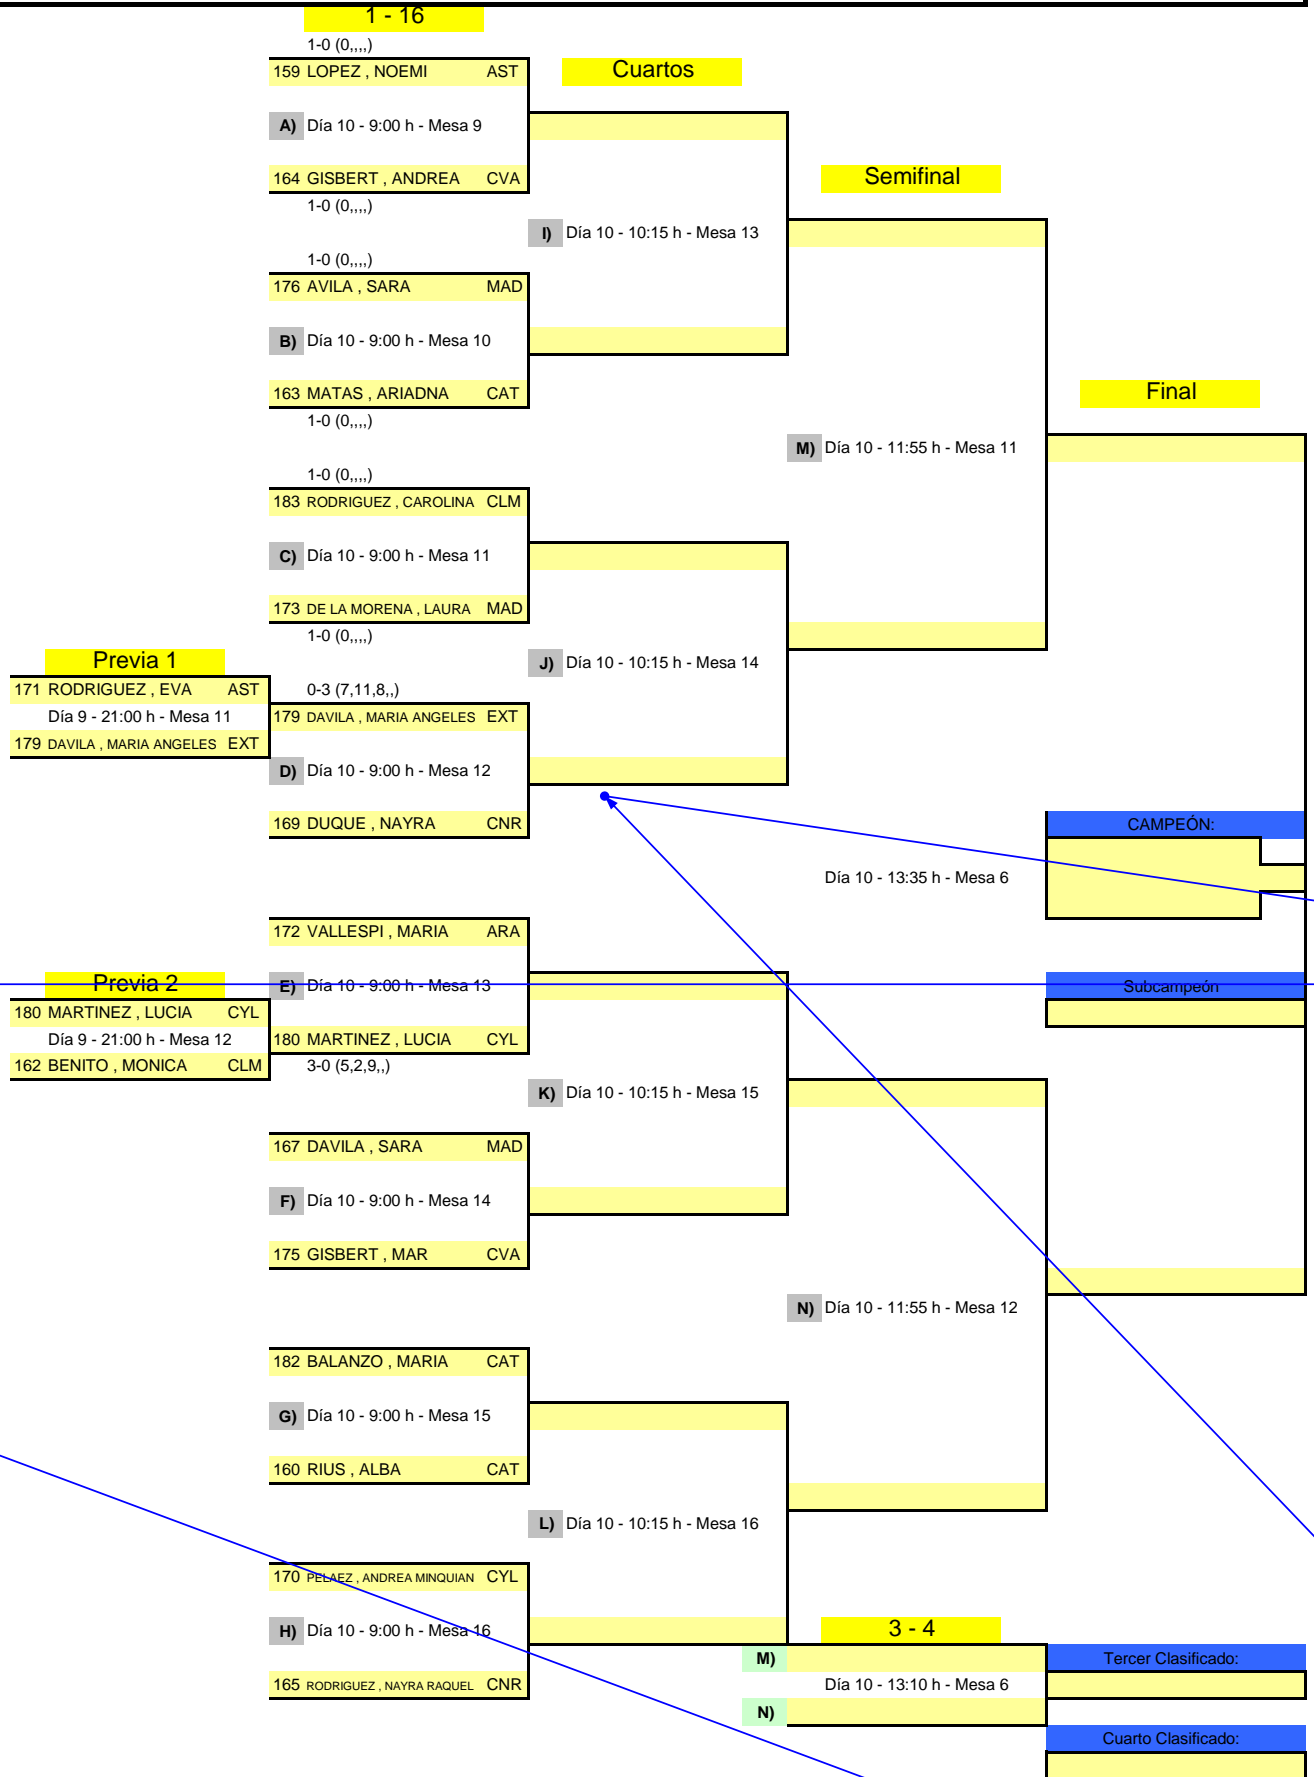 1 - 16
1-0 (0,,,,)
159 LOPEZ , NOEMI AST
Cuartos
A) Día 10 - 9:00 h - Mesa 9
164 GISBERT , ANDREA CVA
Semifinal
1-0 (0,,,,)
I) Día 10 - 10:15 h - Mesa 13
1-0 (0,,,,)
176 AVILA , SARA MAD
B) Día 10 - 9:00 h - Mesa 10
163 MATAS , ARIADNA CAT
Final
1-0 (0,,,,)
M) Día 10 - 11:55 h - Mesa 11
1-0 (0,,,,)
183 RODRIGUEZ , CAROLINA CLM
C) Día 10 - 9:00 h - Mesa 11
173 DE LA MORENA , LAURA MAD
1-0 (0,,,,)
Previa 1
J) Día 10 - 10:15 h - Mesa 14
171 RODRIGUEZ , EVA AST
0-3 (7,11,8,,)
Día 9 - 21:00 h - Mesa 11
179 DAVILA , MARIA ANGELES EXT
179 DAVILA , MARIA ANGELES EXT
D) Día 10 - 9:00 h - Mesa 12
169 DUQUE , NAYRA CNR
CAMPEÓN:
Día 10 - 13:35 h - Mesa 6
172 VALLESPI , MARIA ARA
Previa 2
E) Día 10 - 9:00 h - Mesa 13
Subcampeón
180 MARTINEZ , LUCIA CYL
Día 9 - 21:00 h - Mesa 12
180 MARTINEZ , LUCIA CYL
162 BENITO , MONICA CLM
3-0 (5,2,9,,)
K) Día 10 - 10:15 h - Mesa 15
167 DAVILA , SARA MAD
F) Día 10 - 9:00 h - Mesa 14
175 GISBERT , MAR CVA
N) Día 10 - 11:55 h - Mesa 12
182 BALANZO , MARIA CAT
G) Día 10 - 9:00 h - Mesa 15
160 RIUS , ALBA CAT
L) Día 10 - 10:15 h - Mesa 16
170 PELAEZ , ANDREA MINQUIAN CYL
H) Día 10 - 9:00 h - Mesa 16
3 - 4
M)
Tercer Clasificado:
165 RODRIGUEZ , NAYRA RAQUEL CNR
Día 10 - 13:10 h - Mesa 6
N)
Cuarto Clasificado: